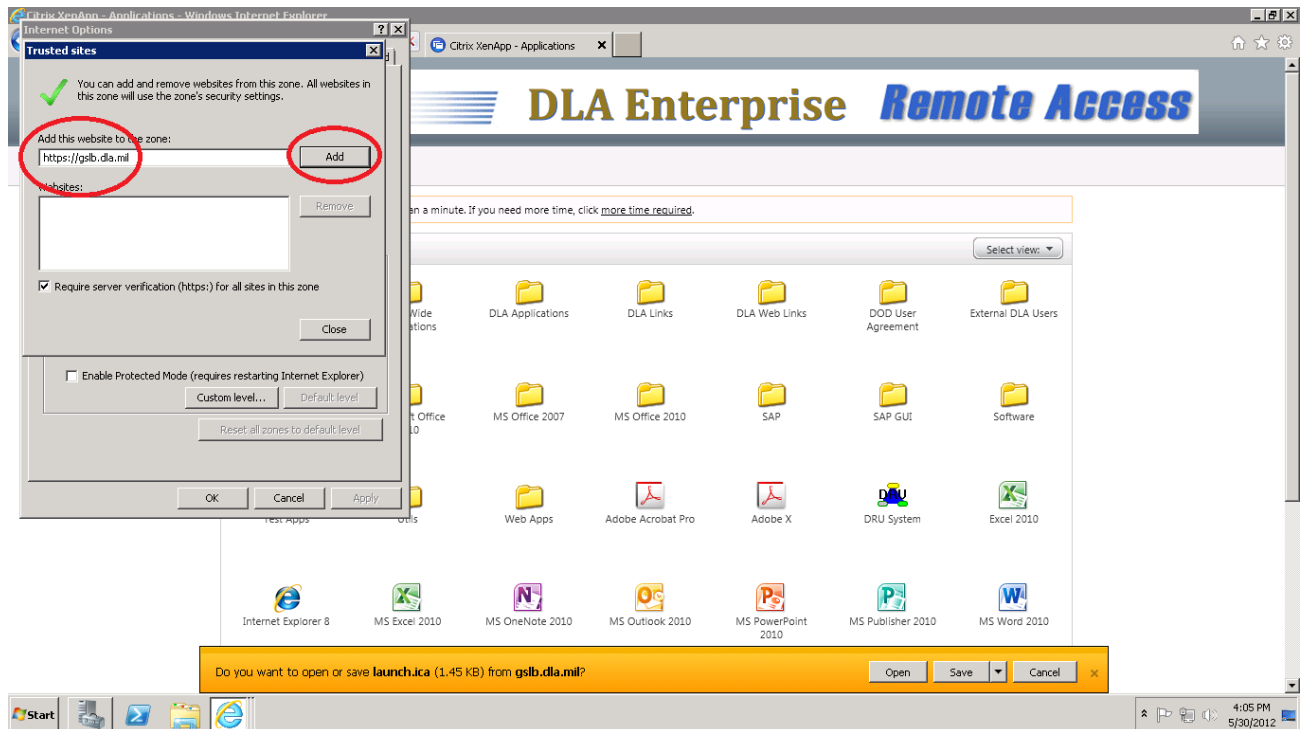 Citrix XenApp - Applications - Windows Internet Explorer
Internet Options
Trusted sites
Citrix XenApp - Applications
You can add and remove websites from this zone. All websites in
this zone will use the zone's security settings.
DLA Enterprise Remote Access
Add this website to the zone:
https://gslb.dla.mil
Add
Websites:
Remove
an a minute. If you need more time, click more time required.
Select view:
Require server verification (https:) for all sites in this zone
Close
Wide
ations
DLA Applications
DLA Links
DLA Web Links
DOD User
Agreement
External DLA Users
Enable Protected Mode (requires restarting Internet Explorer)
Custom level...
Default level
Reset all zones to default level
t Office
10
MS Office 2007
MS Office 2010
SAP
SAP GUI
Software
OK
Cancel
Apply
Test Apps
Utils
Web Apps
Adobe Acrobat Pro
Adobe X
DRU
DRU System
Excel 2010
Internet Explorer 8
MS Excel 2010
MS OneNote 2010
MS Outlook 2010
MS PowerPoint
2010
MS Publisher 2010
MS Word 2010
Do you want to open or save launch.ica (1.45 KB) from gslb.dla.mil?
Open
Save
Cancel
Start
4:05 PM
5/30/2012